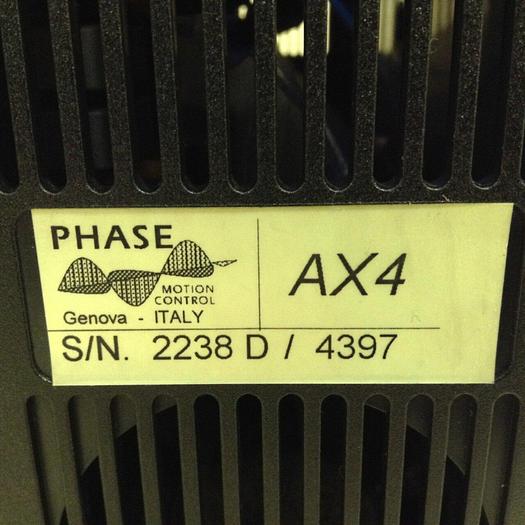 PHASE
MOTION
CONTROL
Genova - ITALY
AX4
S/N. 2238 D / 4397